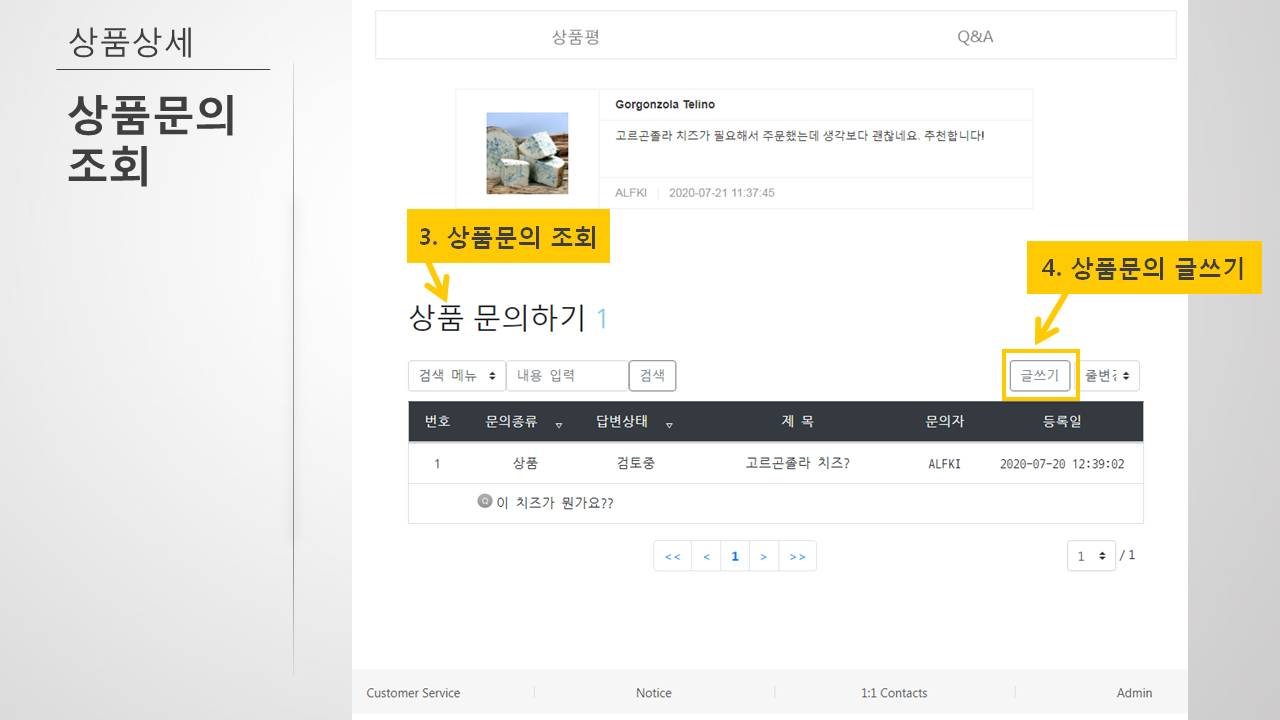 상품상세
상품문의
조회
상품평 Q&A
Gorgonzola Telino
고르곤졸라 치즈가 필요해서 주문했는데 생각보다 괜찮네요. 추천합니다!
ALFKI 2020-07-21 11:37:45
3. 상품문의 조회
4. 상품문의 글쓰기
상품 문의하기 1
검색 메뉴 내용 입력 검색 글쓰기 줄변경
번호 문의종류 ▽ 답변상태 ▽ 제 목 문의자 등록일
1 상품 검토중 고르곤졸라 치즈? ALFKI 2020-07-20 12:39:02
Q 이 치즈가 뭔가요??
<< < 1 > >> 1 / 1
Customer Service Notice 1:1 Contacts Admin